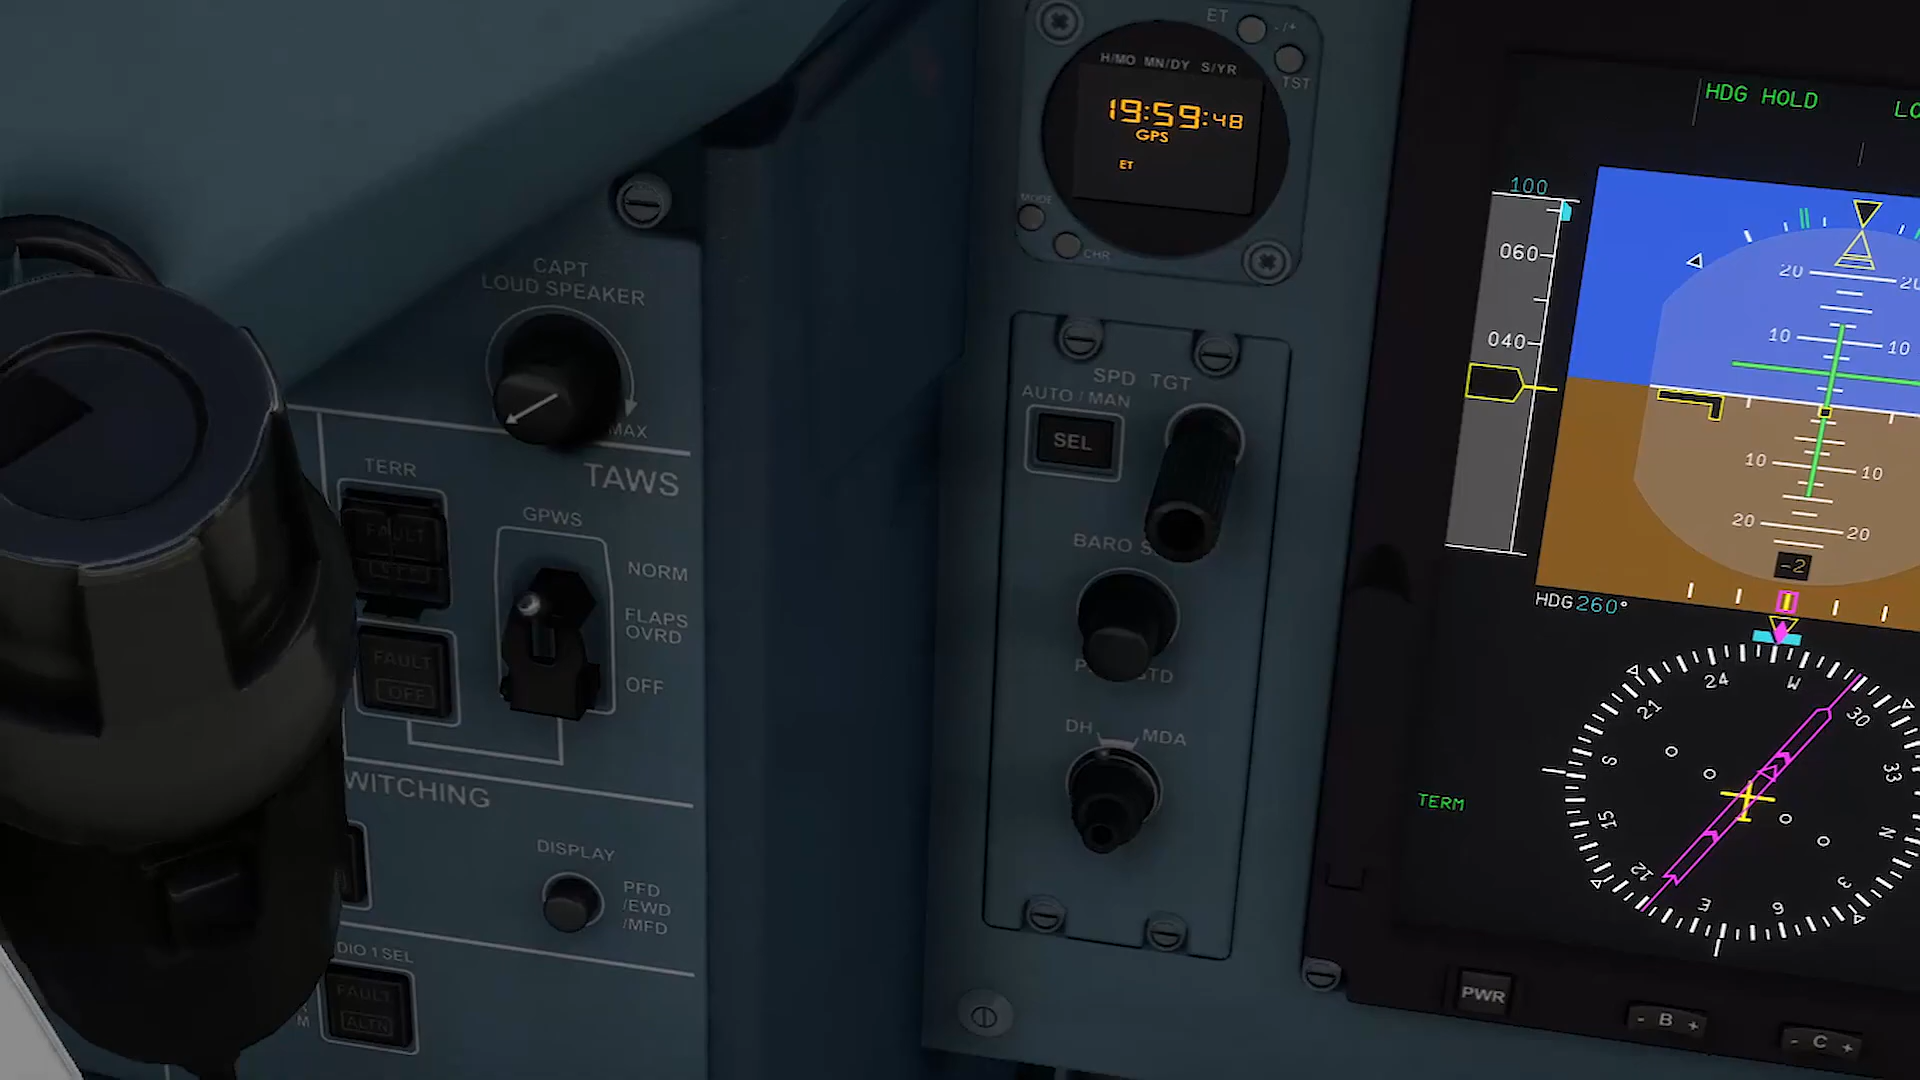 ET
-/+
TST
H/MO MN/DY S/YR
19:59:48
GPS
ET
MODE
CHR
CAPT
LOUD SPEAKER
MAX
TAWS
TERR
FAULT
GPWS
NORM
FLAPS
OVRD
OFF
FAULT
OFF
WITCHING
DISPLAY
PFD
/EWD
/MFD
DIO 1 SEL
FAULT
ALTN
M
SPD TGT
AUTO / MAN
SEL
BARO S
STD
DH
MDA
HDG HOLD
LO
100
060
040
20 20
10 10
10 10
20 20
-2
HDG260°
24 W 30
21 33
S
15 N
12 3
E 6
TERM
PWR
- B +
- C +